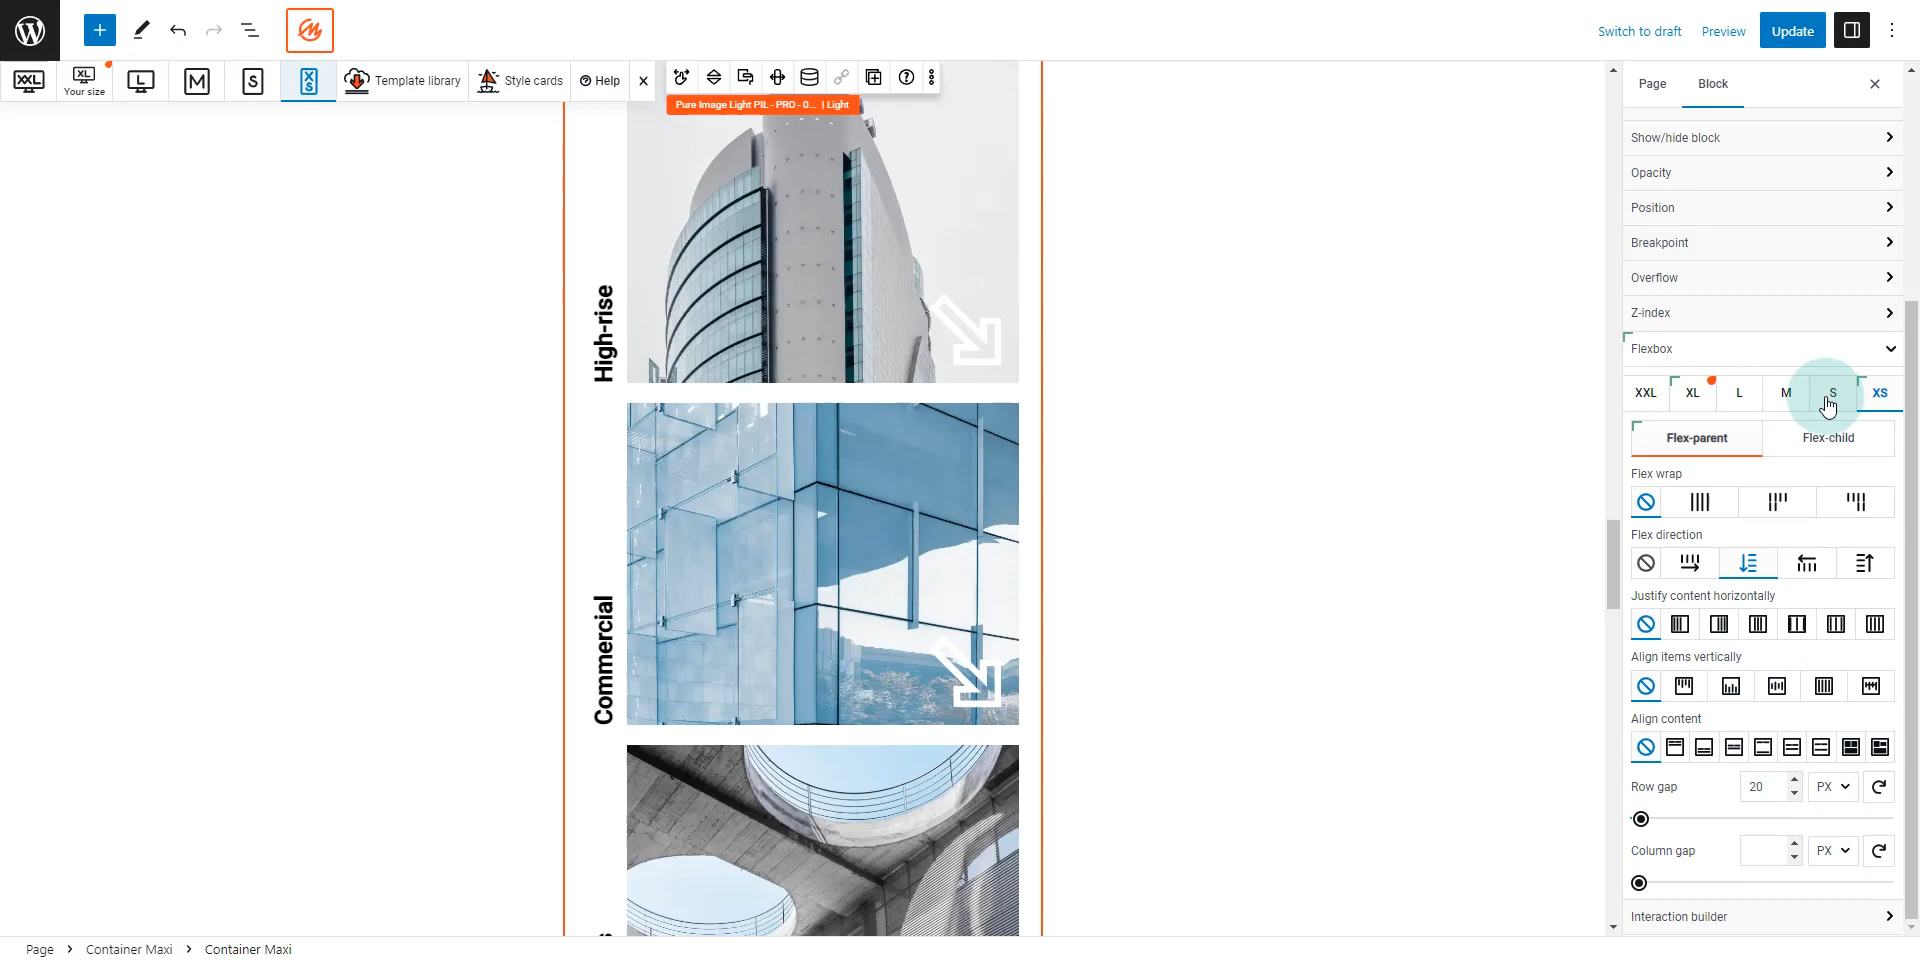 Switch to draft
Preview
Update
XXL
XL
Your size
L
M
S
XS
Template library
Style cards
Help
Pure Image Light PIL - PRO - 0... | Light
Page
Block
Show/hide block
Opacity
Position
Breakpoint
Overflow
Z-index
Flexbox
XXL
XL
L
M
S
XS
Flex-parent
Flex-child
Flex wrap
Flex direction
Justify content horizontally
Align items vertically
Align content
Row gap
20
PX
Column gap
PX
Interaction builder
High-rise
Commercial
Page
Container Maxi
Container Maxi